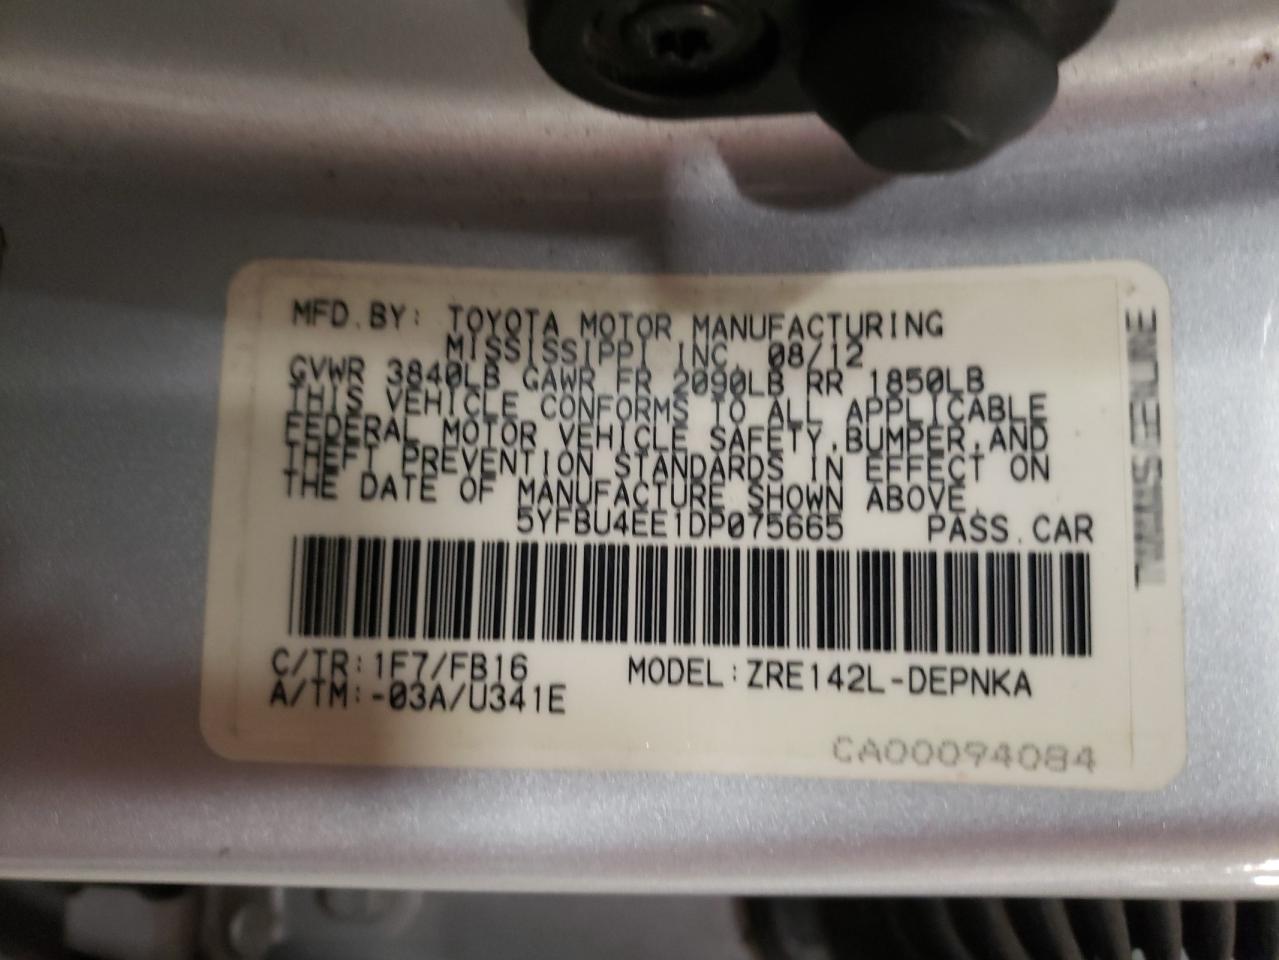 MFD.BY: TOYOTA MOTOR MANUFACTURING
MISSISSIPPI INC. 08/12
GVWR 3840LB GAWR FR 2090LB RR 1850LB
THIS VEHICLE CONFORMS TO ALL APPLICABLE
FEDERAL MOTOR VEHICLE SAFETY,BUMPER,AND
THEFT PREVENTION STANDARDS IN EFFECT ON
THE DATE OF MANUFACTURE SHOWN ABOVE.
5YFBU4EE1DP075665 PASS.CAR
C/TR:1F7/FB16 MODEL:ZRE142L-DEPNKA
A/TM:-03A/U341E
CA00094084